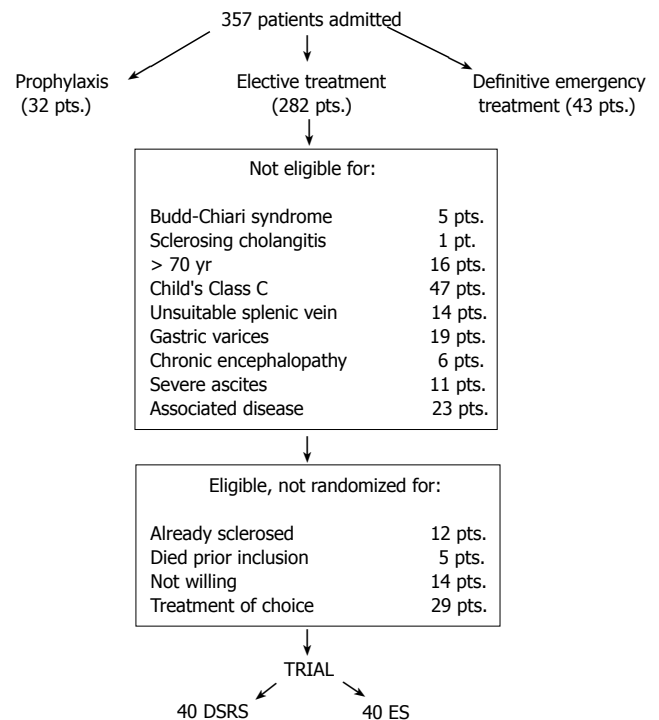 357 patients admitted
Prophylaxis
(32 pts.)
Elective treatment
(282 pts.)
Definitive emergency
treatment (43 pts.)
Not eligible for:
Budd-Chiari syndrome 5 pts.
Sclerosing cholangitis 1 pt.
> 70 yr 16 pts.
Child's Class C 47 pts.
Unsuitable splenic vein 14 pts.
Gastric varices 19 pts.
Chronic encephalopathy 6 pts.
Severe ascites 11 pts.
Associated disease 23 pts.
Eligible, not randomized for:
Already sclerosed 12 pts.
Died prior inclusion 5 pts.
Not willing 14 pts.
Treatment of choice 29 pts.
TRIAL
40 DSRS
40 ES